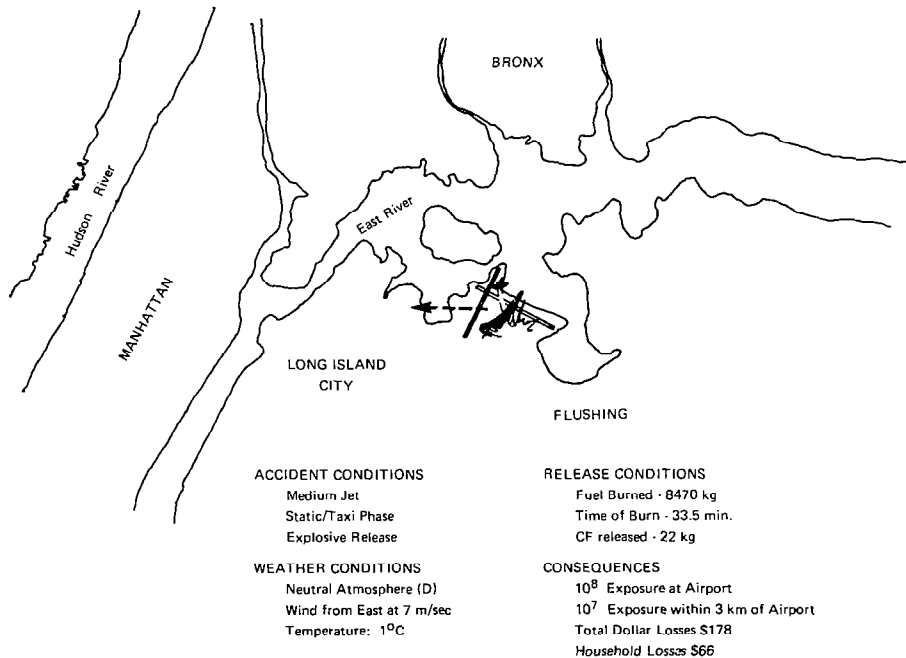 BRONX
Hudson River
East River
MANHATTAN
LONG ISLAND
CITY
FLUSHING
ACCIDENT CONDITIONS
Medium Jet
Static/Taxi Phase
Explosive Release
WEATHER CONDITIONS
Neutral Atmosphere (D)
Wind from East at 7 m/sec
Temperature: 1°C
RELEASE CONDITIONS
Fuel Burned - 8470 kg
Time of Burn - 33.5 min.
CF released - 22 kg
CONSEQUENCES
10⁸ Exposure at Airport
10⁷ Exposure within 3 km of Airport
Total Dollar Losses $178
Household Losses $66